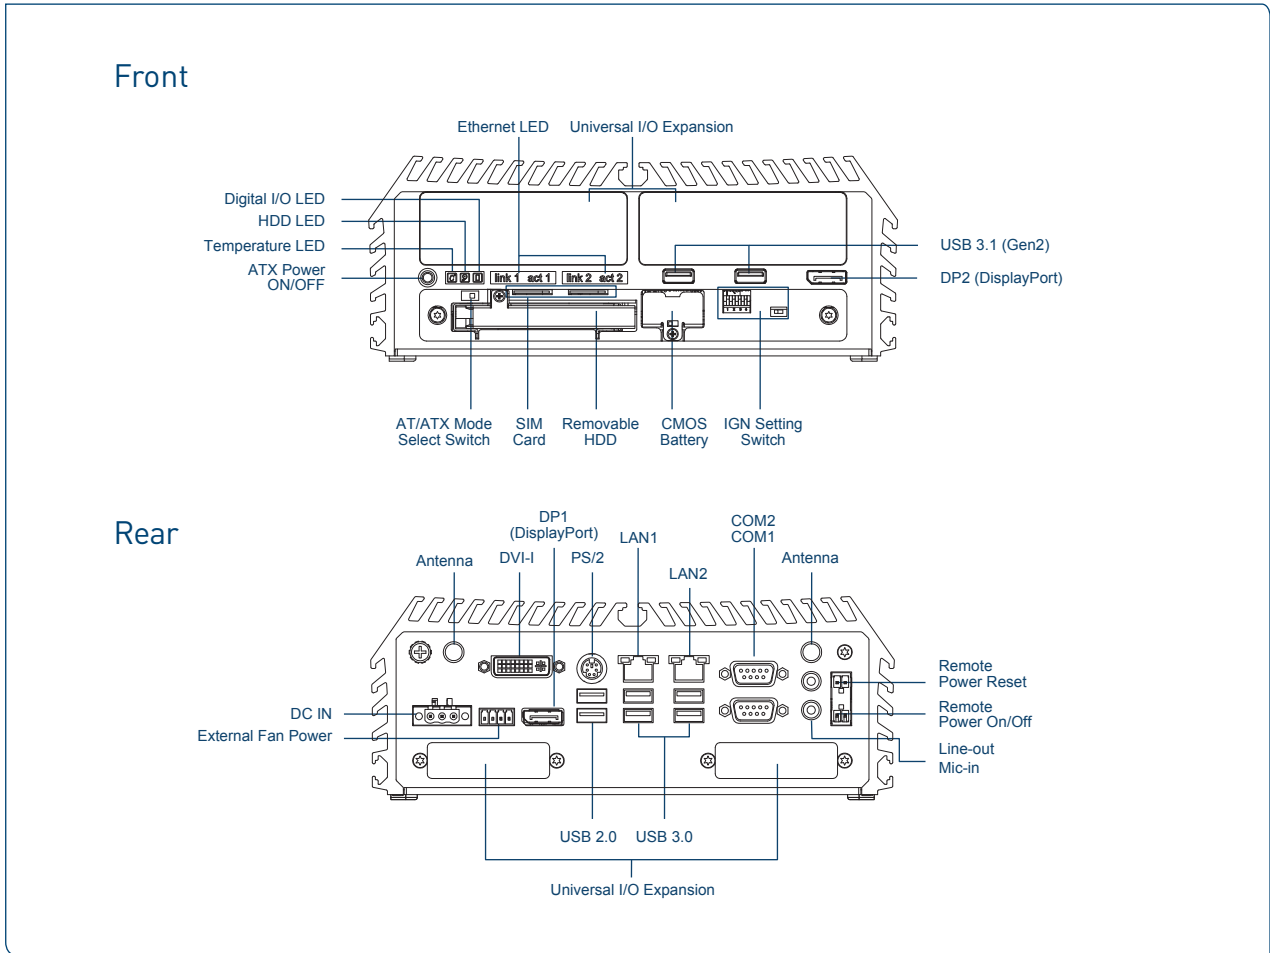 Front
Ethernet LED
Universal I/O Expansion
Digital I/O LED
HDD LED
Temperature LED
ATX Power
ON/OFF
link 1 act 1
link 2 act 2
USB 3.1 (Gen2)
DP2 (DisplayPort)
AT/ATX Mode
Select Switch
SIM
Card
Removable
HDD
CMOS
Battery
IGN Setting
Switch
Rear
Antenna
DVI-I
DP1
(DisplayPort)
PS/2
LAN1
LAN2
COM2
COM1
Antenna
DC IN
External Fan Power
Remote
Power Reset
Remote
Power On/Off
Line-out
Mic-in
USB 2.0
USB 3.0
Universal I/O Expansion